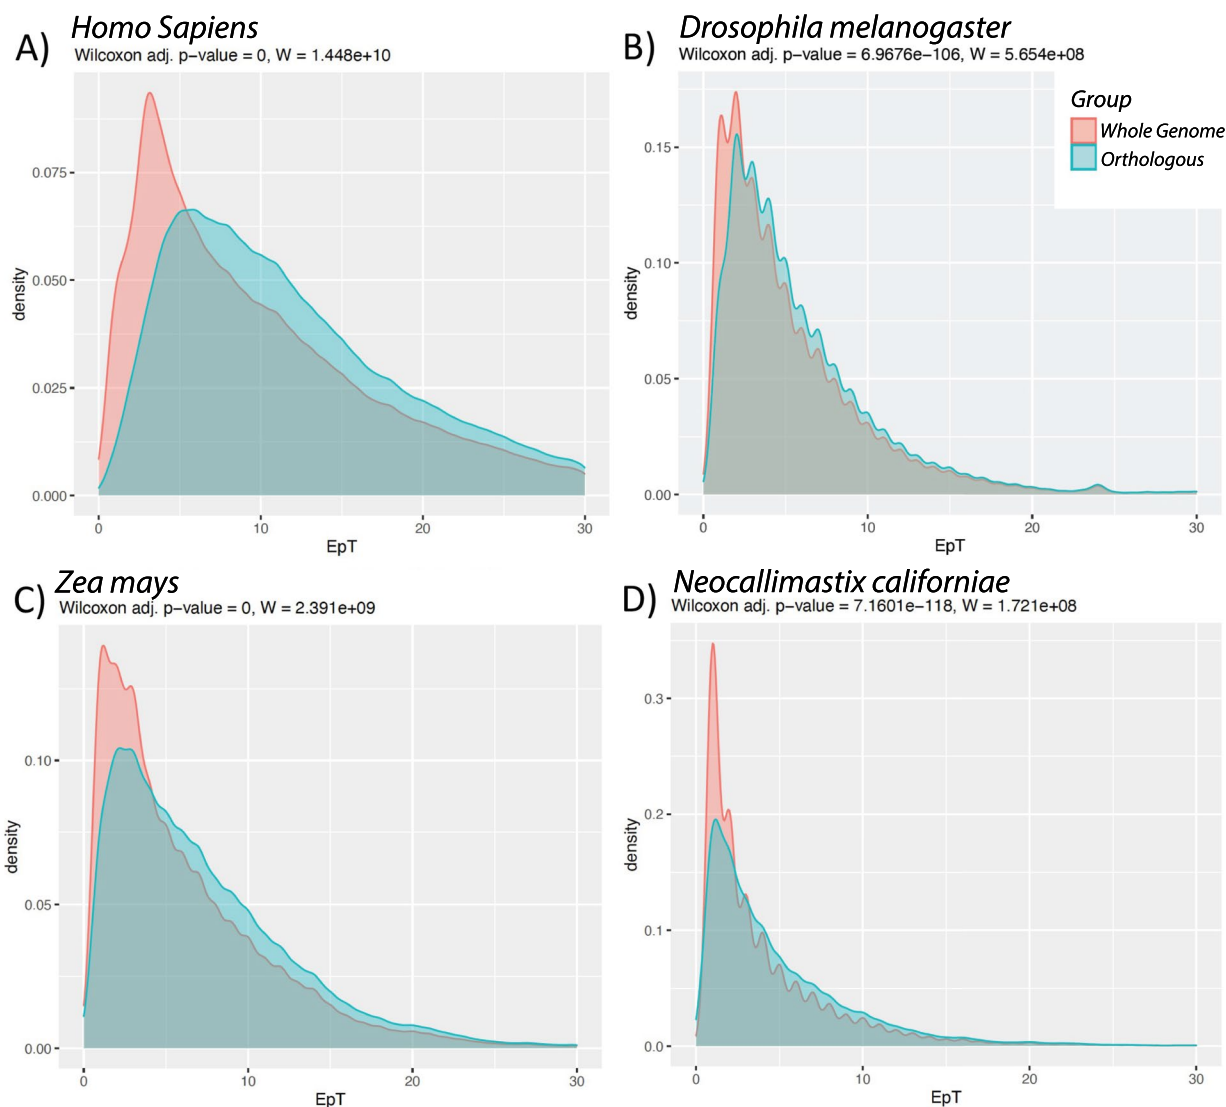 A) Homo Sapiens
Wilcoxon adj. p−value = 0, W = 1.448e+10
density
0.075
0.050
0.025
0.000
0 10 20 30
EpT
B) Drosophila melanogaster
Wilcoxon adj. p−value = 6.9676e−106, W = 5.654e+08
Group
Whole Genome
Orthologous
density
0.15
0.10
0.05
0.00
0 10 20 30
EpT
C) Zea mays
Wilcoxon adj. p−value = 0, W = 2.391e+09
density
0.10
0.05
0.00
0 10 20 30
EpT
D) Neocallimastix californiae
Wilcoxon adj. p−value = 7.1601e−118, W = 1.721e+08
density
0.3
0.2
0.1
0.0
0 10 20 30
EpT